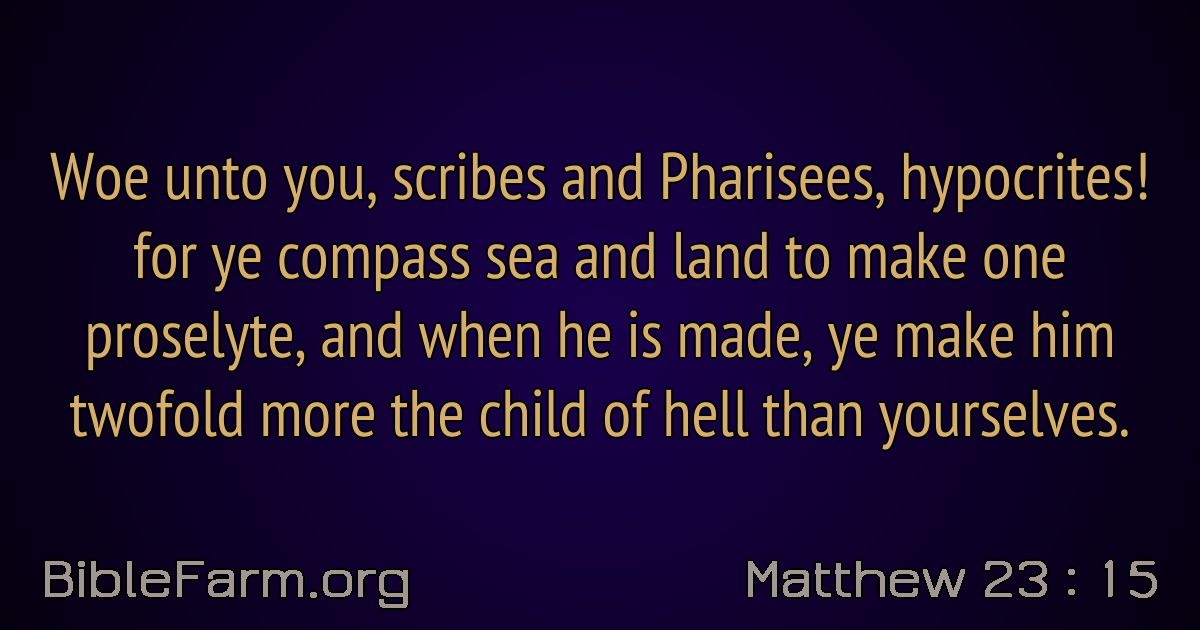 Woe unto you, scribes and Pharisees, hypocrites!
for ye compass sea and land to make one
proselyte, and when he is made, ye make him
twofold more the child of hell than yourselves.
BibleFarm.org
Matthew 23 : 15